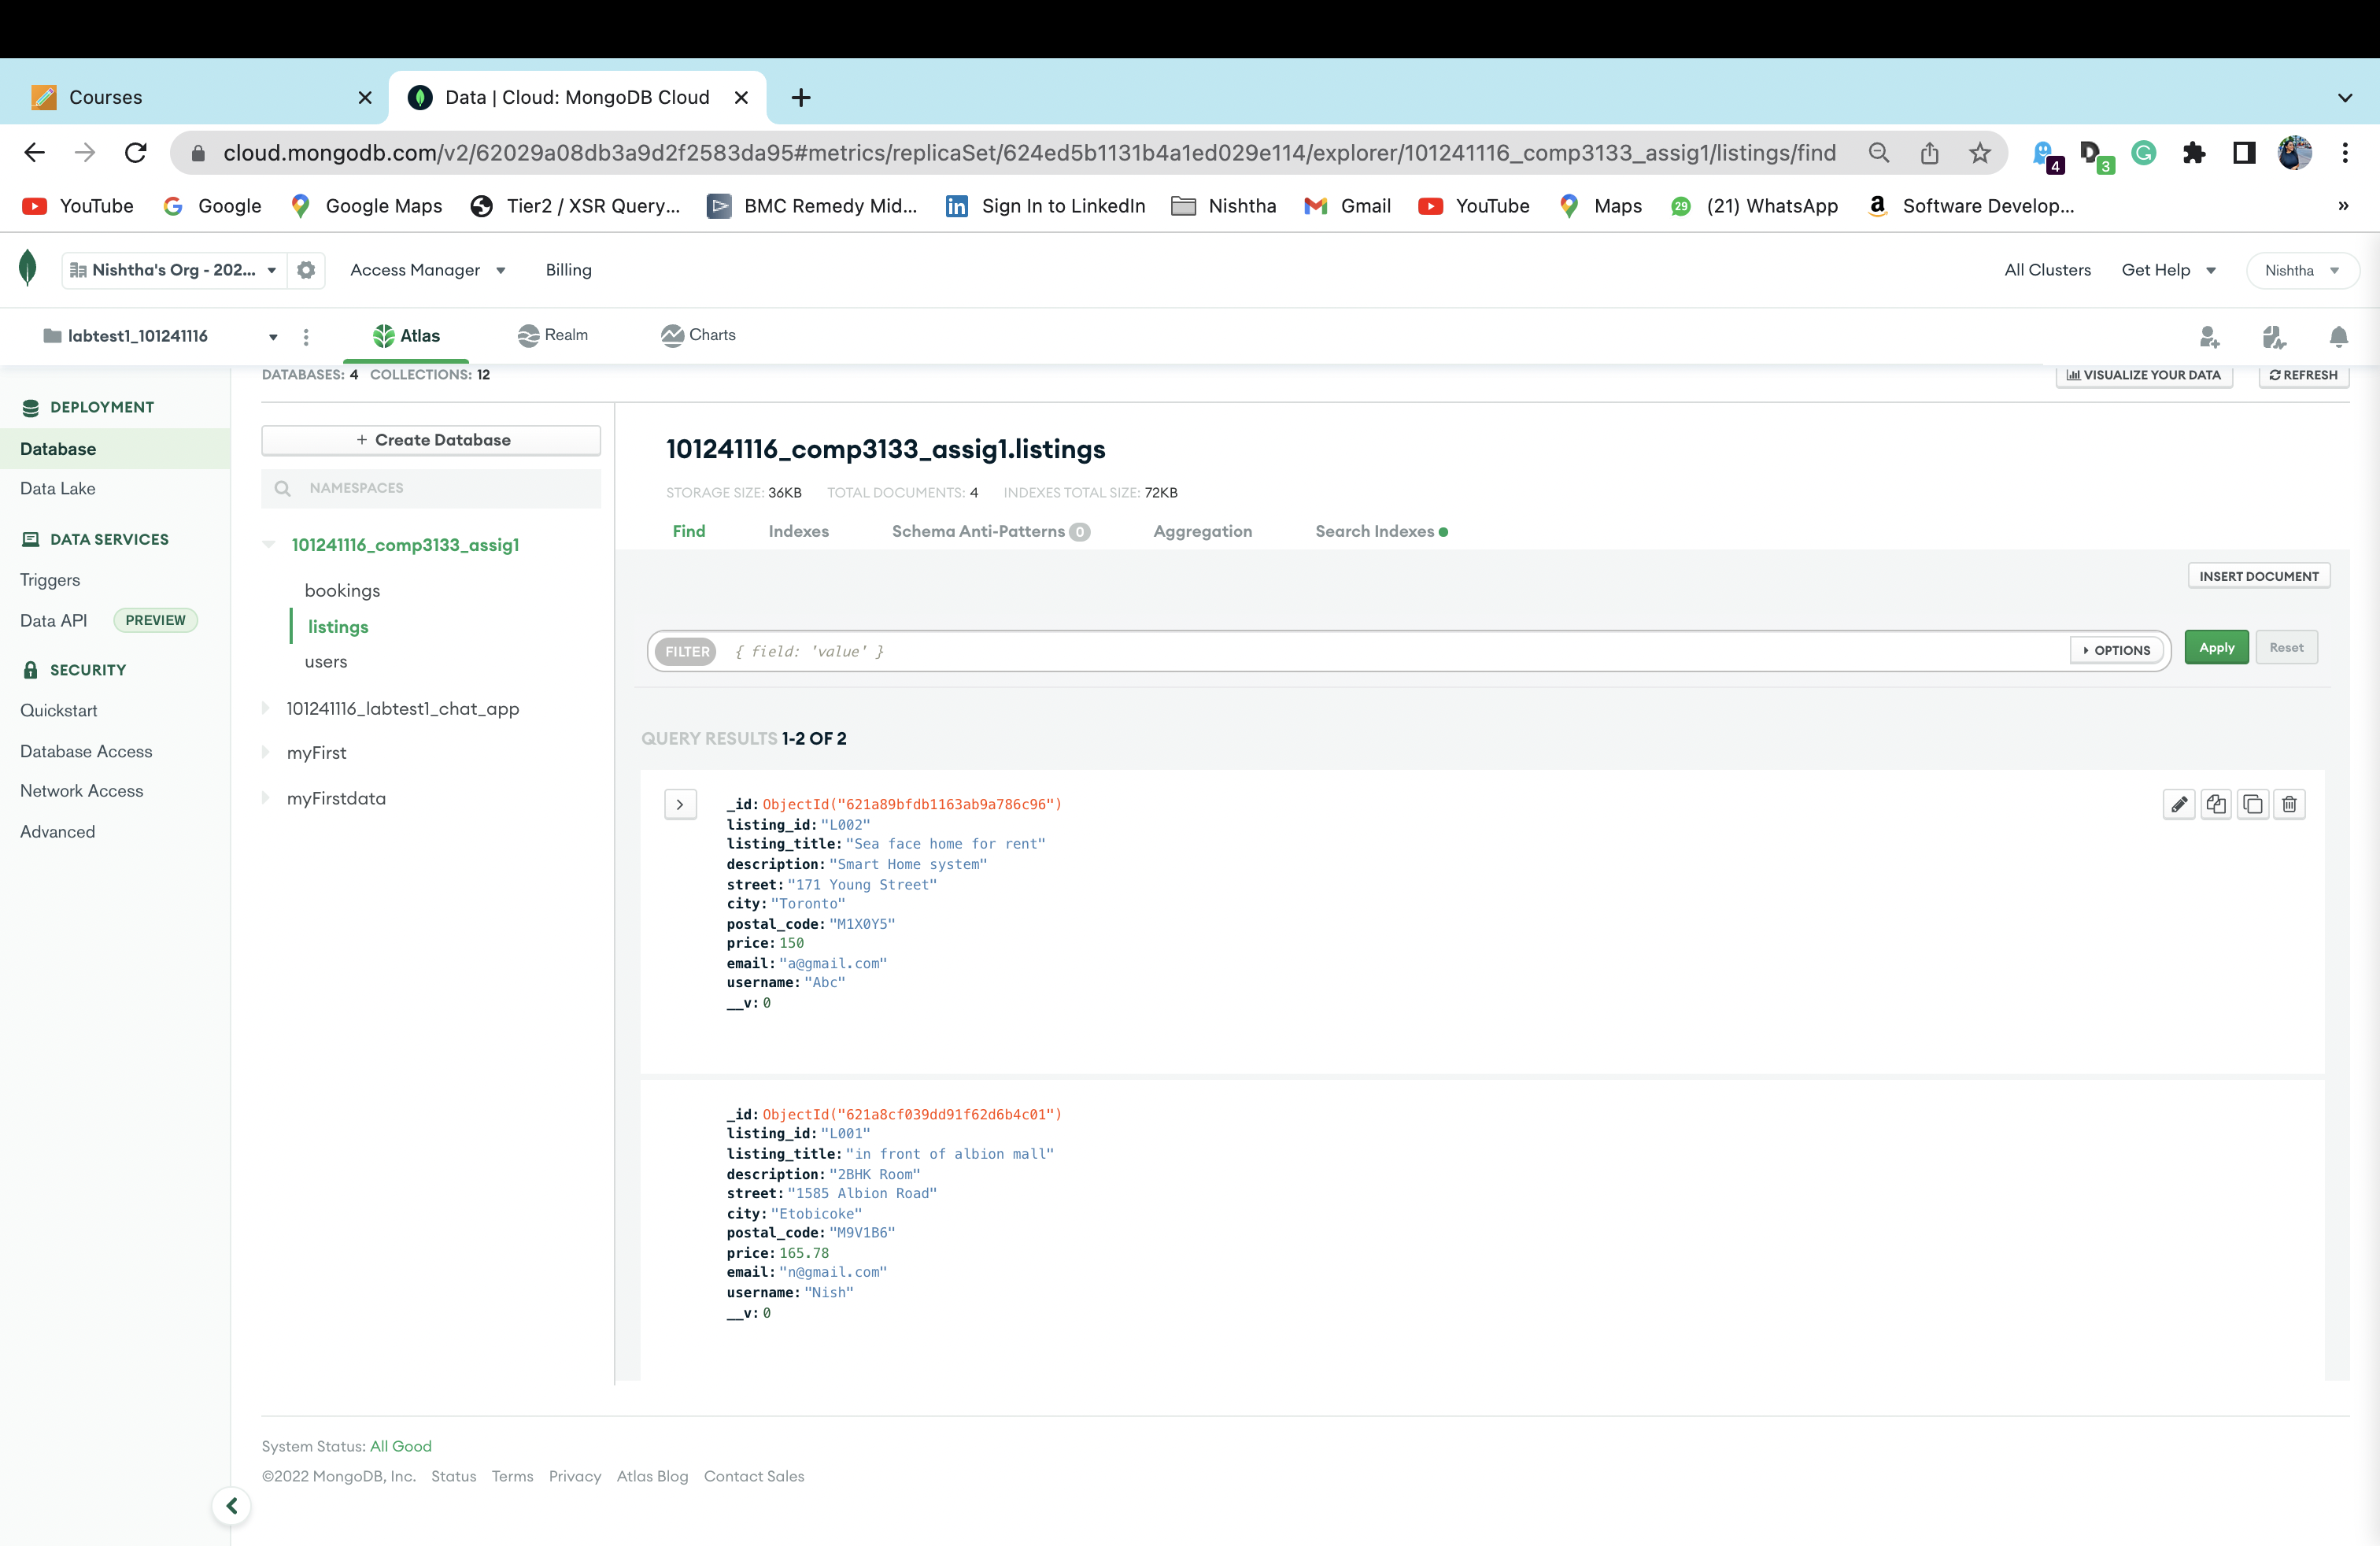 Courses
Data | Cloud: MongoDB Cloud
cloud.mongodb.com/v2/62029a08db3a9d2f2583da95#metrics/replicaSet/624ed5b1131b4a1ed029e114/explorer/101241116_comp3133_assig1/listings/find
4
3
YouTube
Google
Google Maps
Tier2 / XSR Query...
BMC Remedy Mid...
Sign In to LinkedIn
Nishtha
Gmail
YouTube
Maps
29
(21) WhatsApp
Software Develop...
»
Nishtha's Org - 202...
Access Manager
Billing
All Clusters
Get Help
Nishtha
labtest1_101241116
Atlas
Realm
Charts
DATABASES: 4 COLLECTIONS: 12
VISUALIZE YOUR DATA
REFRESH
DEPLOYMENT
Database
Data Lake
DATA SERVICES
Triggers
Data API PREVIEW
SECURITY
Quickstart
Database Access
Network Access
Advanced
+ Create Database
NAMESPACES
101241116_comp3133_assig1
bookings
listings
users
101241116_labtest1_chat_app
myFirst
myFirstdata
101241116_comp3133_assig1.listings
STORAGE SIZE: 36KB TOTAL DOCUMENTS: 4 INDEXES TOTAL SIZE: 72KB
Find
Indexes
Schema Anti-Patterns 0
Aggregation
Search Indexes
INSERT DOCUMENT
FILTER { field: 'value' }
OPTIONS
Apply
Reset
QUERY RESULTS 1-2 OF 2
_id: ObjectId("621a89bfdb1163ab9a786c96")
listing_id: "L002"
listing_title: "Sea face home for rent"
description: "Smart Home system"
street: "171 Young Street"
city: "Toronto"
postal_code: "M1X0Y5"
price: 150
email: "a@gmail.com"
username: "Abc"
__v: 0
_id: ObjectId("621a8cf039dd91f62d6b4c01")
listing_id: "L001"
listing_title: "in front of albion mall"
description: "2BHK Room"
street: "1585 Albion Road"
city: "Etobicoke"
postal_code: "M9V1B6"
price: 165.78
email: "n@gmail.com"
username: "Nish"
__v: 0
System Status: All Good
©2022 MongoDB, Inc. Status Terms Privacy Atlas Blog Contact Sales